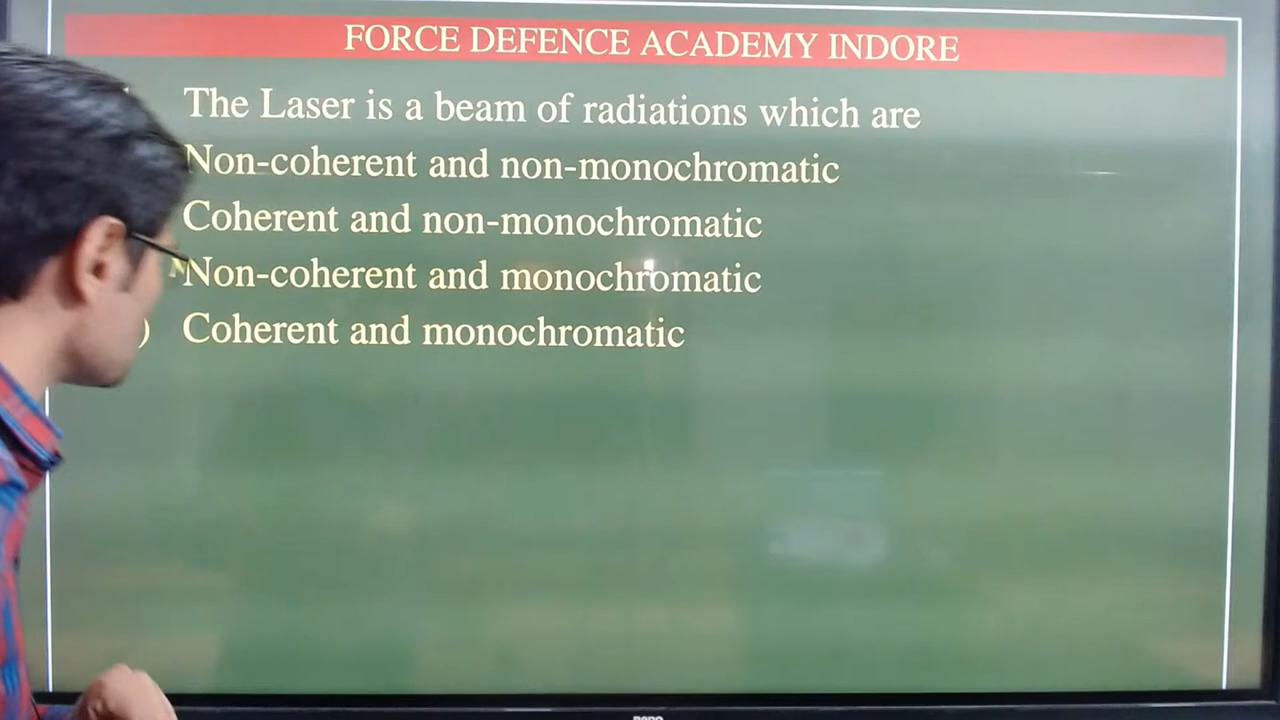 FORCE DEFENCE ACADEMY INDORE
The Laser is a beam of radiations which are
Non-coherent and non-monochromatic
Coherent and non-monochromatic
Non-coherent and monochromatic
) Coherent and monochromatic